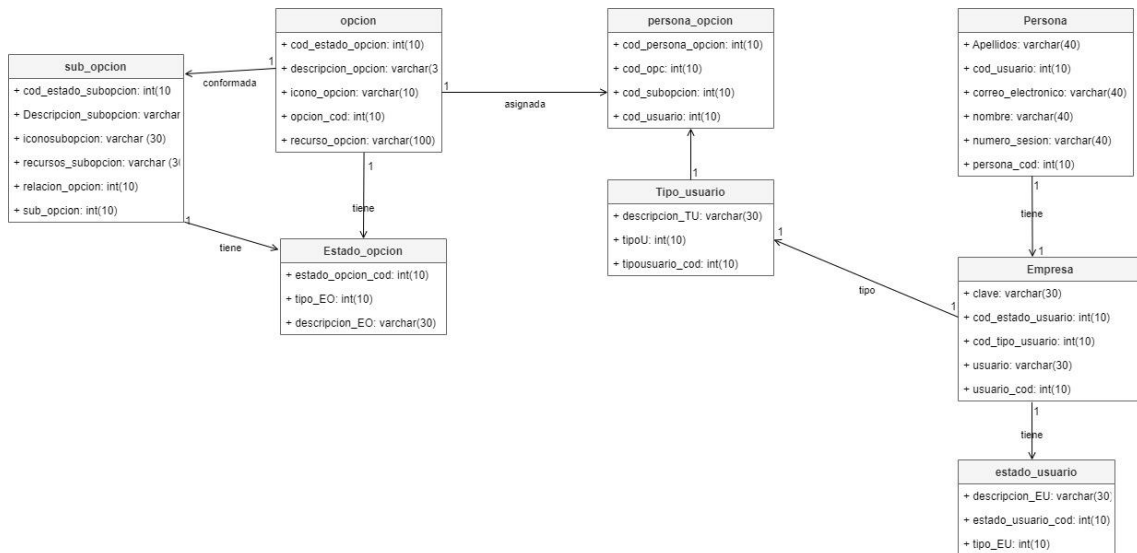 opcion
+ cod_estado_opcion: int(10)
+ descripcion_opcion: varchar(3
+ icono_opcion: varchar(10)
+ opcion_cod: int(10)
+ recurso_opcion: varchar(100)
persona_opcion
+ cod_persona_opcion: int(10)
+ cod_opc: int(10)
+ cod_subopcion: int(10)
+ cod_usuario: int(10)
Persona
+ Apellidos: varchar(40)
+ cod_usuario: int(10)
+ correo_electronico: varchar(40)
+ nombre: varchar(40)
+ numero_sesion: varchar(40)
+ persona_cod: int(10)
sub_opcion
+ cod_estado_subopcion: int(10
+ Descripcion_subopcion: varchar
+ iconosubopcion: varchar (30)
+ recursos_subopcion: varchar (30
+ relacion_opcion: int(10)
+ sub_opcion: int(10)
1
conformada
1
asignada
1
tiene
1
tiene
Estado_opcion
+ estado_opcion_cod: int(10)
+ tipo_EO: int(10)
+ descripcion_EO: varchar(30)
1
Tipo_usuario
+ descripcion_TU: varchar(30)
+ tipoU: int(10)
+ tipousuario_cod: int(10)
1
tipo
1
1
tiene
1
Empresa
+ clave: varchar(30)
+ cod_estado_usuario: int(10)
+ cod_tipo_usuario: int(10)
+ usuario: varchar(30)
+ usuario_cod: int(10)
1
tiene
estado_usuario
+ descripcion_EU: varchar(30)
+ estado_usuario_cod: int(10)
+ tipo_EU: int(10)